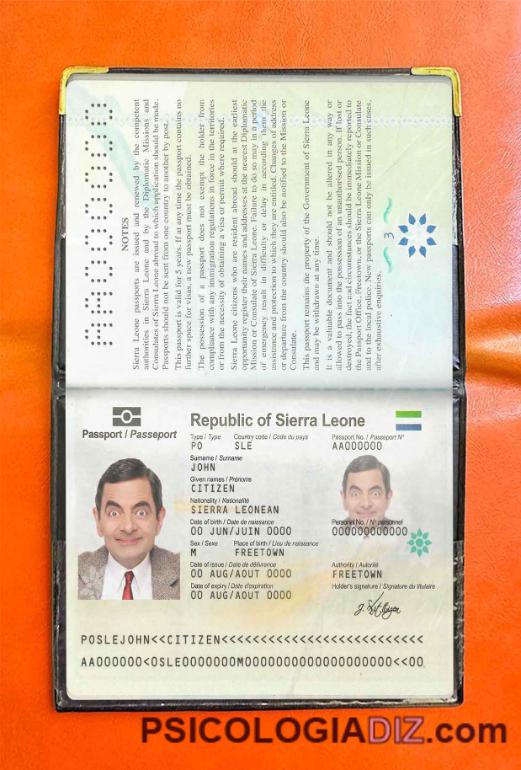 AA0000000
NOTES
Sierra Leone passports are issued and renewed by the competent
authorities in Sierra Leone and by the Diplomatic Missions and
Consulates of Sierra Leone abroad to which application should be made.
Passports should not be sent from one country to another by post.
This passport is valid for 5 years. If at any time the passport contains no
further space for visas, a new passport must be obtained.
The possession of a passport does not exempt the holder from
compliance with any immigration regulations in force in the territories
or from the necessity of obtaining a visa or permit where required.
Sierra Leone citizens who are resident abroad should at the earliest
opportunity register their names and addresses at the nearest Diplomatic
Mission or Consulate of Sierra Leone. Failure to do so may in a period
of emergency result in difficulty or delay in according them the
assistance and protection to which they are entitled. Changes of address
or departure from the country should also be notified to the Mission or
Consulate.
This passport remains the property of the Government of Sierra Leone
and may be withdrawn at any time.
It is a valuable document and should not be altered in any way or
allowed to pass into the possession of an unauthorised person. If lost or
destroyed, the fact and circumstances should be immediately reported to
the Passport Office, Freetown, or the Sierra Leone Mission or Consulate
and to the local police. New passports can only be issued in such cases,
after exhaustive enquiries.
3
Passport / Passeport
Republic of Sierra Leone
Type / Type Country code / Code du pays Passport No. / Passeport N°
PO SLE AA000000
Surname / Surname
JOHN
Given names / Prénoms
CITIZEN
Nationality / Nationalité
SIERRA LEONEAN
Date of birth / Date de naissance Personal No. / N° personnel
00 JUN/JUIN 0000 00000000000
Sex / Sexe Place of birth / Lieu de naissance
M FREETOWN
Date of issue / Date de délivrance Authority / Autorité
00 AUG/AOUT 0000 FREETOWN
Date of expiry / Date d'expiration Holder's signature / Signature du titulaire
00 AUG/AOUT 0000
POSLEJOHN<<CITIZEN<<<<<<<<<<<<<<<<<<<<<<<<<<
AA000000<OSLE0000000M0000000000000000000<<00
PSICOLOGIADIZ.com